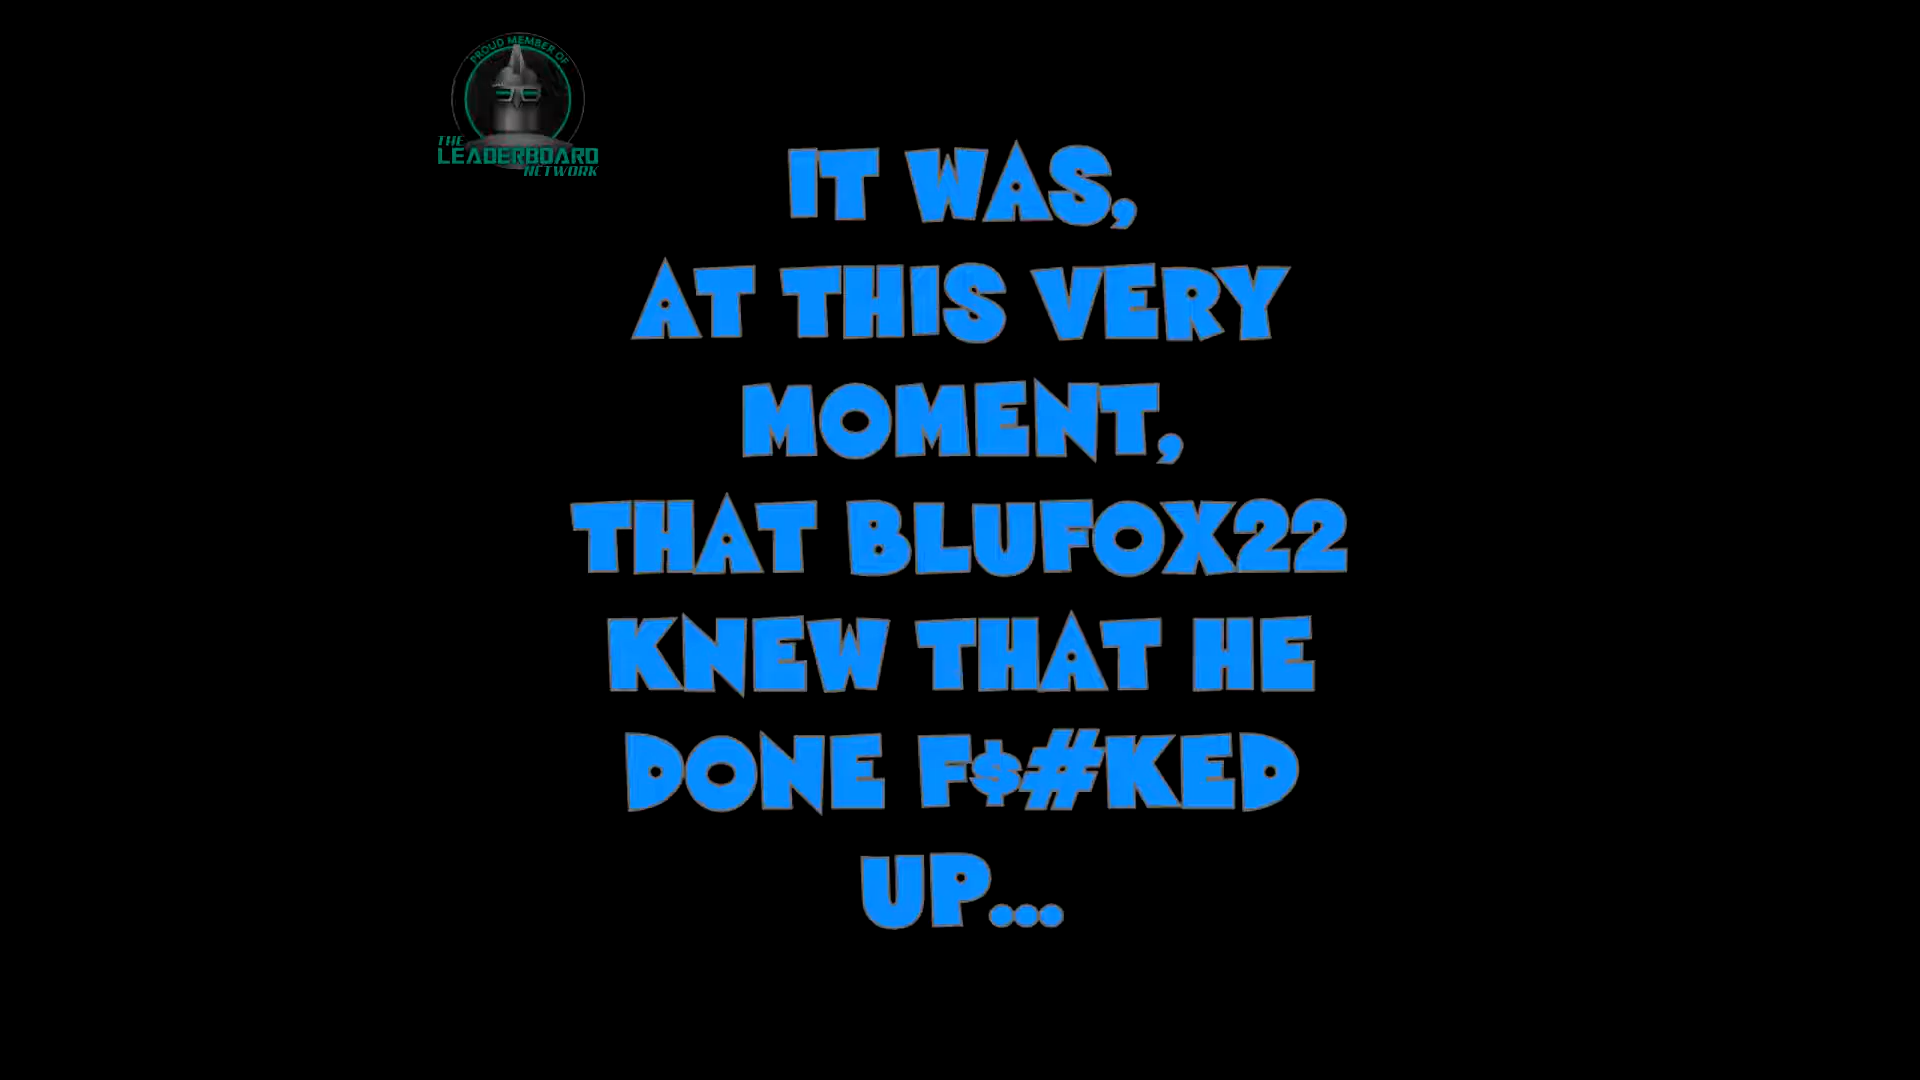 PROUD MEMBER OF
THE
LEADERBOARD
NETWORK
IT WAS,
AT THIS VERY
MOMENT,
THAT BLUFOX22
KNEW THAT HE
DONE F$#KED
UP...